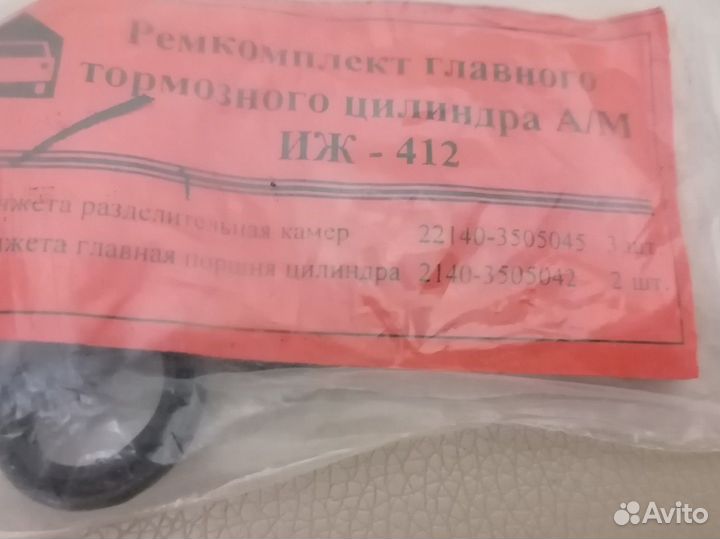 Ремкомплект главного
тормозного цилиндра А/М
ИЖ - 412
нжета разделительная камер 22140-3505045 3 шт
жета главная поршня цилиндра 2140-3505042 2 шт.
Avito